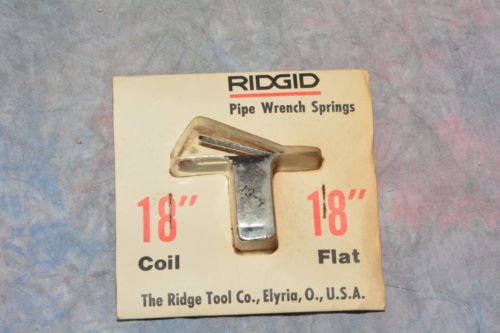 RIDGID
Pipe Wrench Springs
18" 18"
Coil Flat
The Ridge Tool Co., Elyria, O., U.S.A.